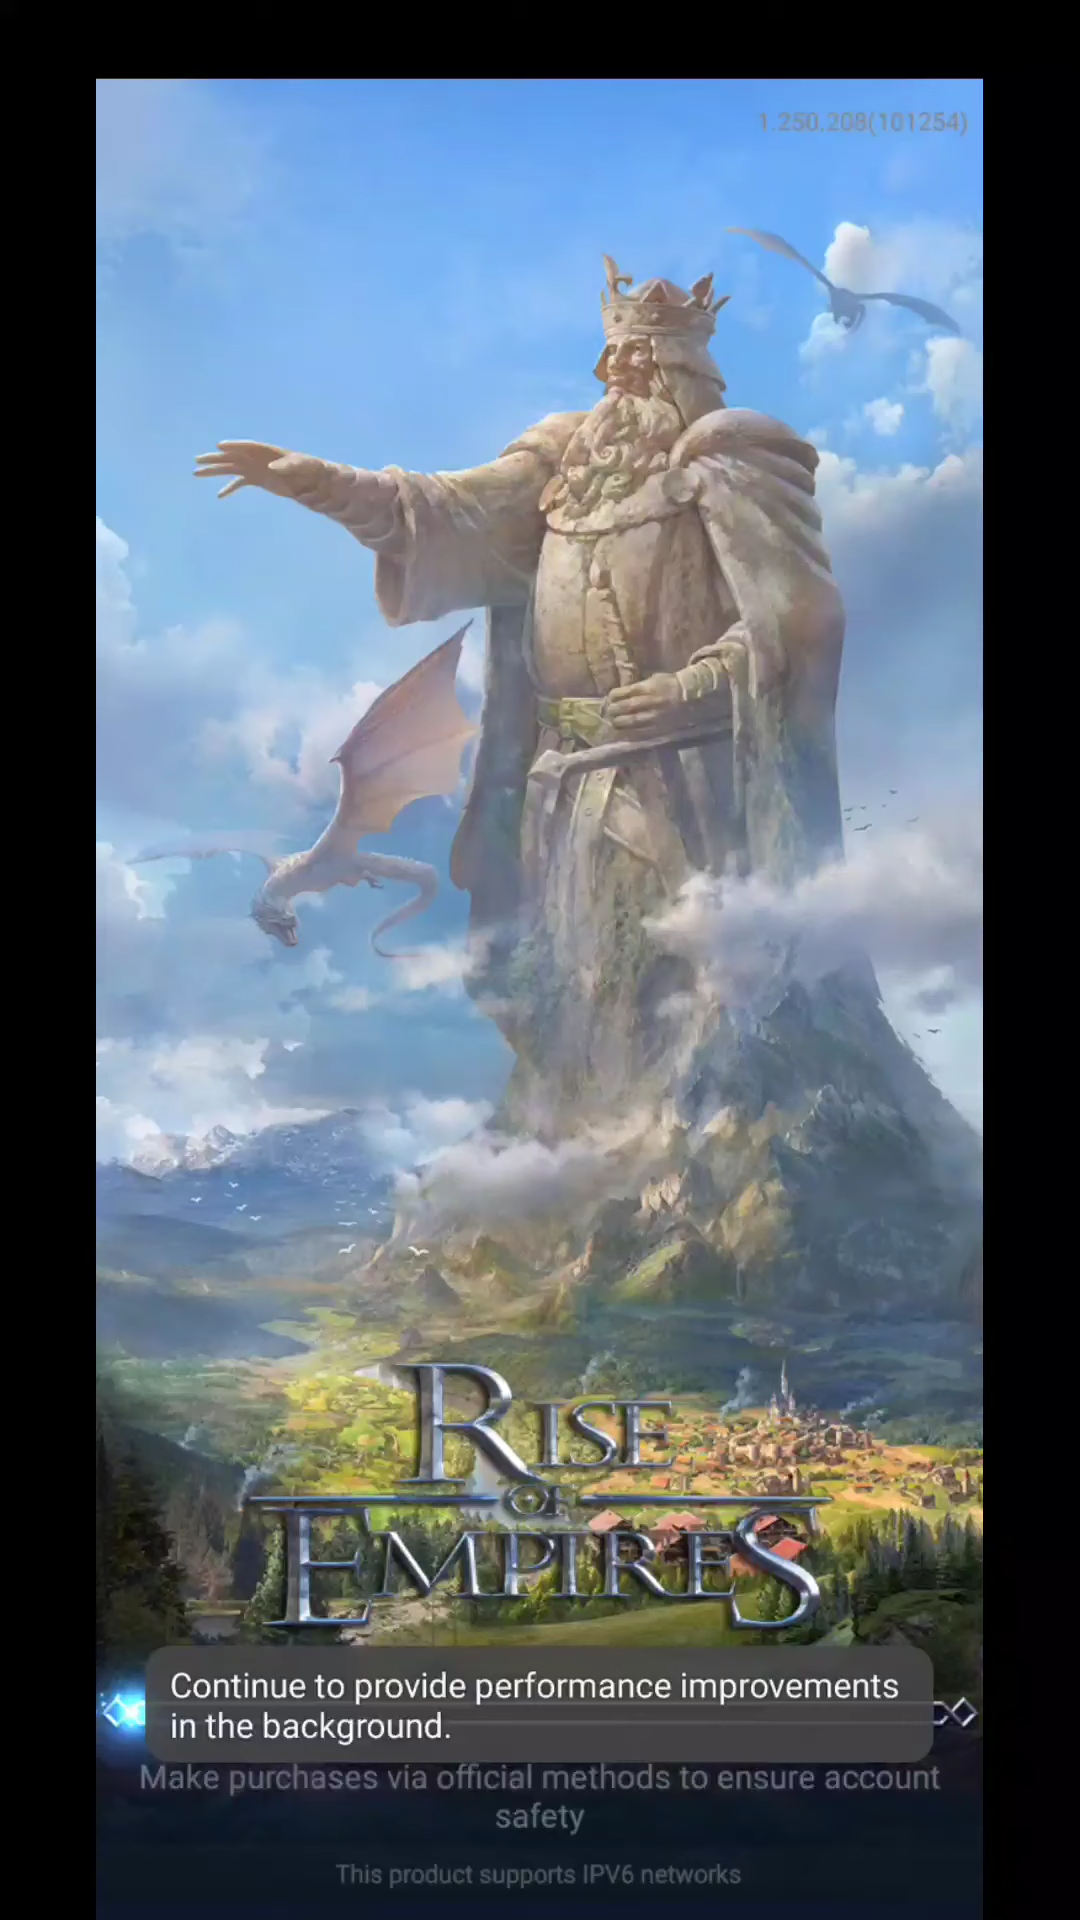 1.250.208(101254)
RISE
OF
EMPIRES
Continue to provide performance improvements
in the background.
Make purchases via official methods to ensure account
safety
This product supports IPV6 networks